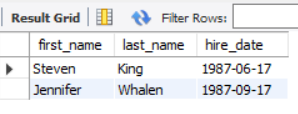 Result Grid Filter Rows:
first_name last_name hire_date
Steven King 1987-06-17
Jennifer Whalen 1987-09-17